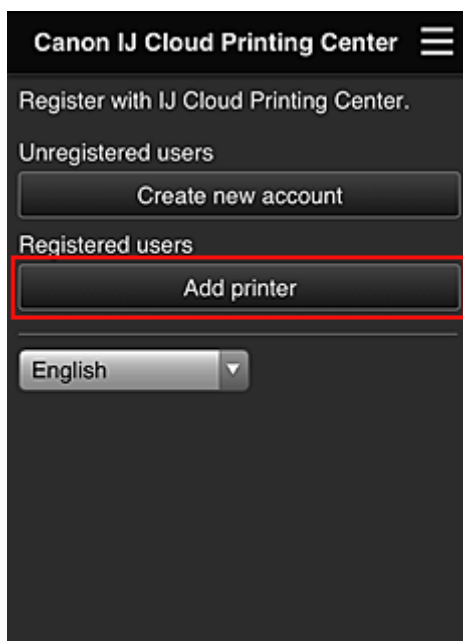 Canon IJ Cloud Printing Center
Register with IJ Cloud Printing Center.
Unregistered users
Create new account
Registered users
Add printer
English